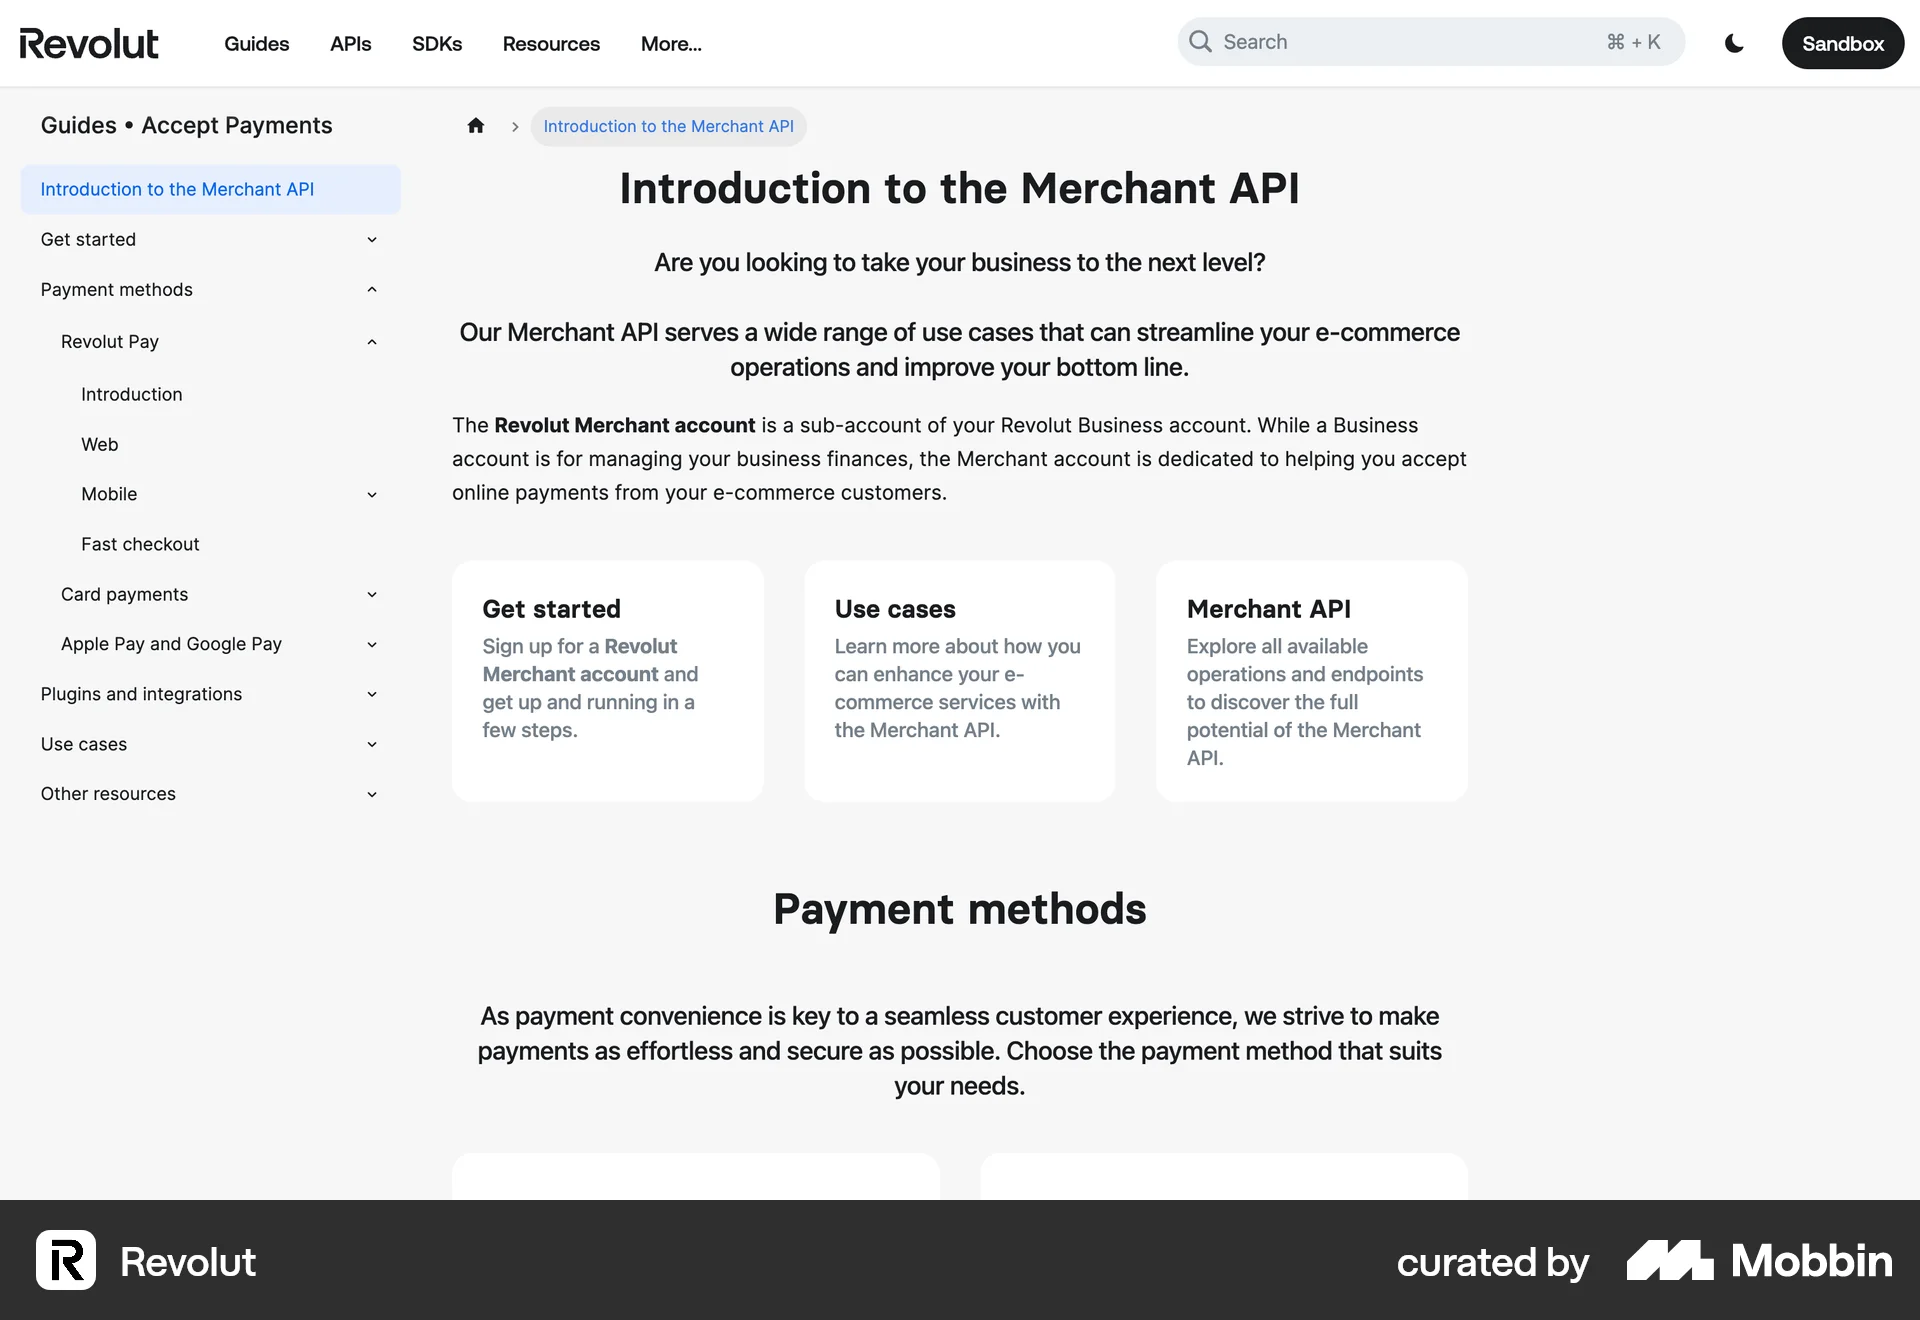 Revolut
Guides
APIs
SDKs
Resources
More...
Search
⌘ + K
Sandbox
Guides • Accept Payments
Introduction to the Merchant API
Get started
Payment methods
Revolut Pay
Introduction
Web
Mobile
Fast checkout
Card payments
Apple Pay and Google Pay
Plugins and integrations
Use cases
Other resources
Introduction to the Merchant API
Introduction to the Merchant API
Are you looking to take your business to the next level?
Our Merchant API serves a wide range of use cases that can streamline your e-commerce
operations and improve your bottom line.
The Revolut Merchant account is a sub-account of your Revolut Business account. While a Business
account is for managing your business finances, the Merchant account is dedicated to helping you accept
online payments from your e-commerce customers.
Get started
Sign up for a Revolut
Merchant account and
get up and running in a
few steps.
Use cases
Learn more about how you
can enhance your e-
commerce services with
the Merchant API.
Merchant API
Explore all available
operations and endpoints
to discover the full
potential of the Merchant
API.
Payment methods
As payment convenience is key to a seamless customer experience, we strive to make
payments as effortless and secure as possible. Choose the payment method that suits
your needs.
R
Revolut
curated by
Mobbin